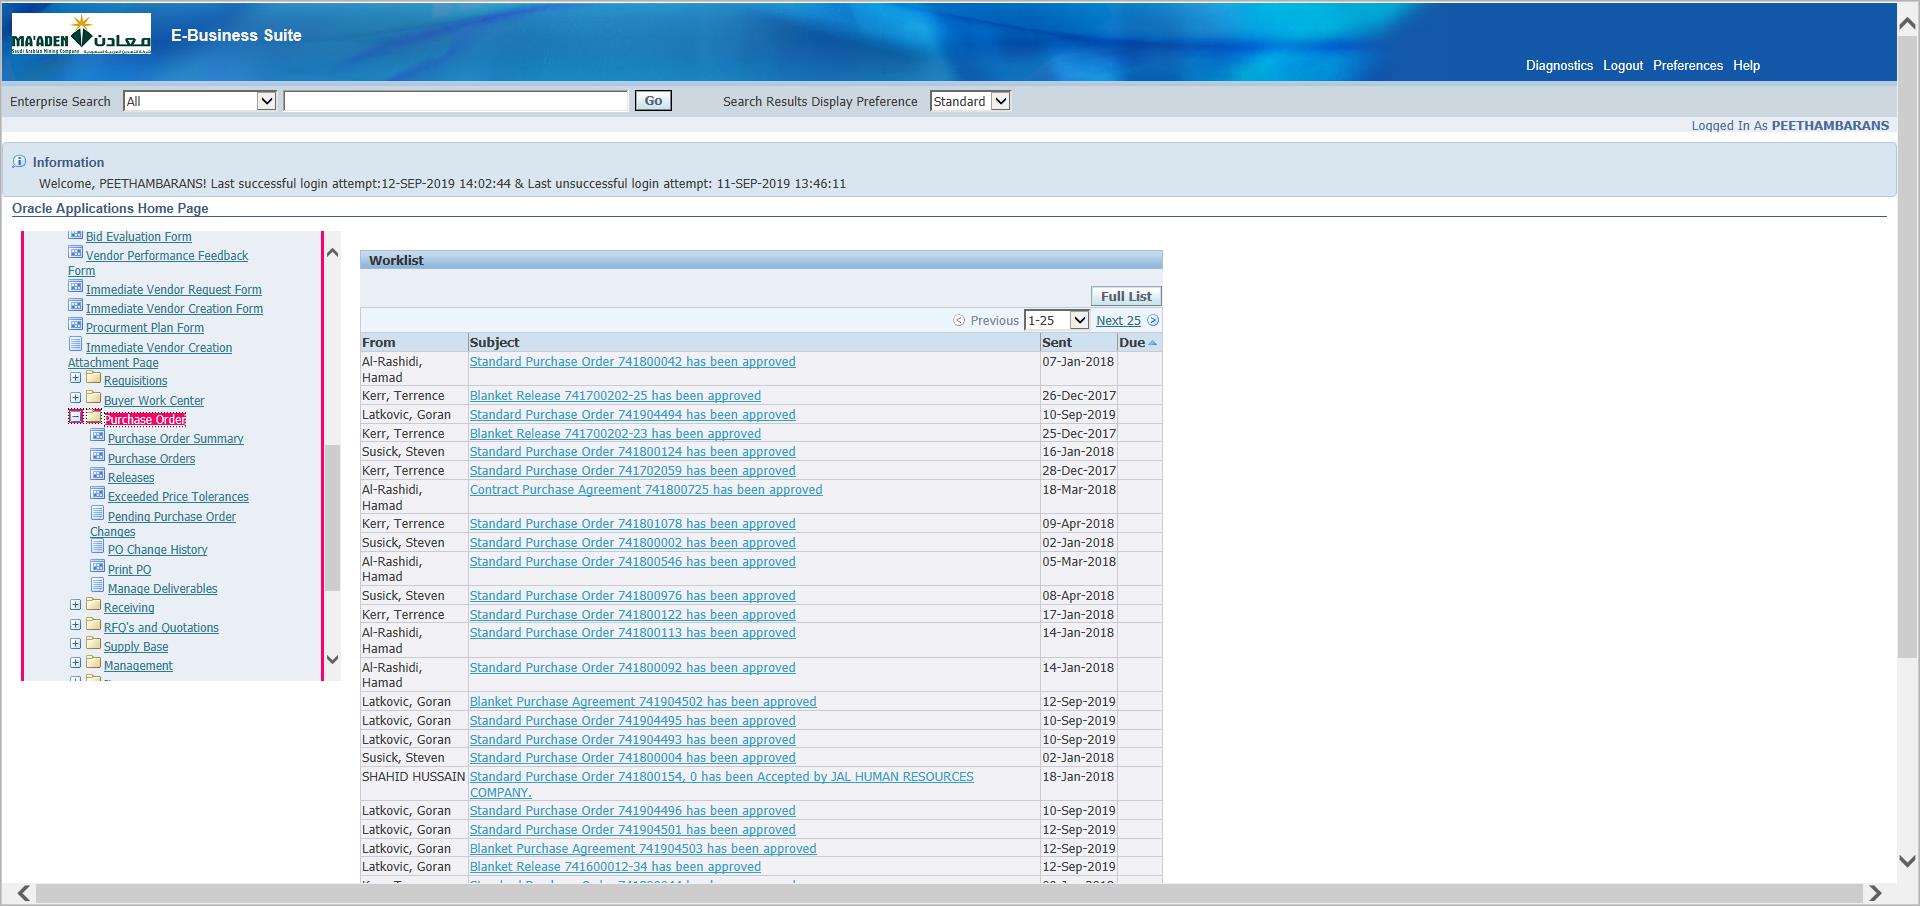 MA'ADEN معادن
Saudi Arabian Mining Company
E-Business Suite
Diagnostics Logout Preferences Help
Enterprise Search All Go Search Results Display Preference Standard
Logged In As PEETHAMBARANS
Information
Welcome, PEETHAMBARANS! Last successful login attempt:12-SEP-2019 14:02:44 & Last unsuccessful login attempt: 11-SEP-2019 13:46:11
Oracle Applications Home Page
Bid Evaluation Form
Vendor Performance Feedback
Form
Immediate Vendor Request Form
Immediate Vendor Creation Form
Procurment Plan Form
Immediate Vendor Creation
Attachment Page
Requisitions
Buyer Work Center
Purchase Order
Purchase Order Summary
Purchase Orders
Releases
Exceeded Price Tolerances
Pending Purchase Order
Changes
PO Change History
Print PO
Manage Deliverables
Receiving
RFQ's and Quotations
Supply Base
Management
Worklist
Full List
Previous 1-25 Next 25
From Subject Sent Due
Al-Rashidi, Standard Purchase Order 741800042 has been approved 07-Jan-2018
Hamad
Kerr, Terrence Blanket Release 741700202-25 has been approved 26-Dec-2017
Latkovic, Goran Standard Purchase Order 741904494 has been approved 10-Sep-2019
Kerr, Terrence Blanket Release 741700202-23 has been approved 25-Dec-2017
Susick, Steven Standard Purchase Order 741800124 has been approved 16-Jan-2018
Kerr, Terrence Standard Purchase Order 741702059 has been approved 28-Dec-2017
Al-Rashidi, Contract Purchase Agreement 741800725 has been approved 18-Mar-2018
Hamad
Kerr, Terrence Standard Purchase Order 741801078 has been approved 09-Apr-2018
Susick, Steven Standard Purchase Order 741800002 has been approved 02-Jan-2018
Al-Rashidi, Standard Purchase Order 741800546 has been approved 05-Mar-2018
Hamad
Susick, Steven Standard Purchase Order 741800976 has been approved 08-Apr-2018
Kerr, Terrence Standard Purchase Order 741800122 has been approved 17-Jan-2018
Al-Rashidi, Standard Purchase Order 741800113 has been approved 14-Jan-2018
Hamad
Al-Rashidi, Standard Purchase Order 741800092 has been approved 14-Jan-2018
Hamad
Latkovic, Goran Blanket Purchase Agreement 741904502 has been approved 12-Sep-2019
Latkovic, Goran Standard Purchase Order 741904495 has been approved 10-Sep-2019
Latkovic, Goran Standard Purchase Order 741904493 has been approved 10-Sep-2019
Susick, Steven Standard Purchase Order 741800004 has been approved 02-Jan-2018
SHAHID HUSSAIN Standard Purchase Order 741800154, 0 has been Accepted by JAL HUMAN RESOURCES 18-Jan-2018
COMPANY.
Latkovic, Goran Standard Purchase Order 741904496 has been approved 10-Sep-2019
Latkovic, Goran Standard Purchase Order 741904501 has been approved 12-Sep-2019
Latkovic, Goran Blanket Purchase Agreement 741904503 has been approved 12-Sep-2019
Latkovic, Goran Blanket Release 741600012-34 has been approved 12-Sep-2019